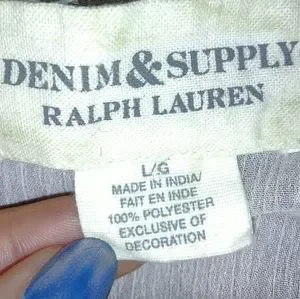 DENIM & SUPPLY
RALPH LAUREN
L/G
MADE IN INDIA/
FAIT EN INDE
100% POLYESTER
EXCLUSIVE OF
DECORATION